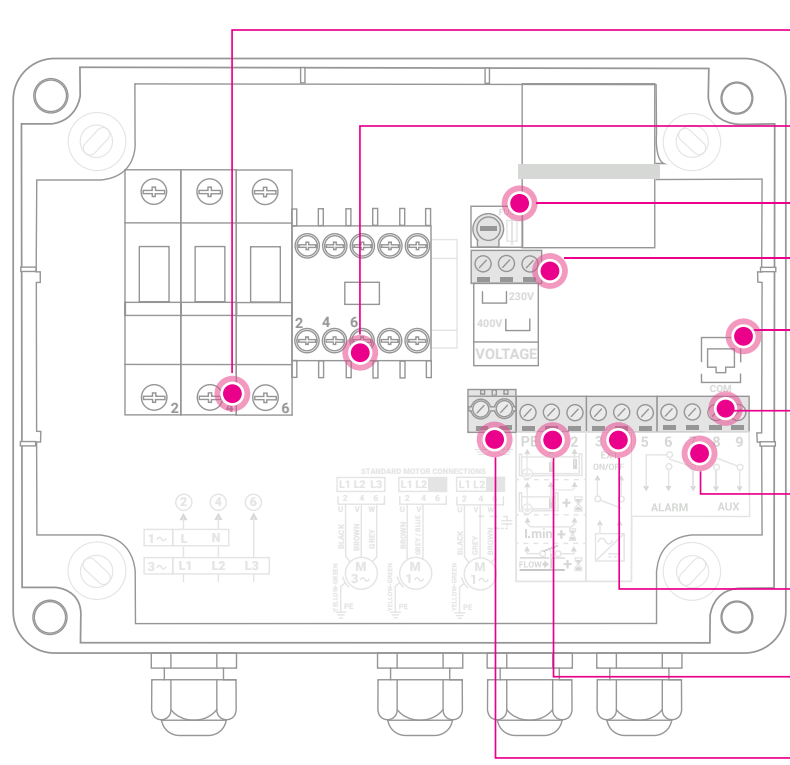 F
230V
2 4 6
400V
VOLTAGE
COM
2 4 6
PE 2 3 5 6 7 8 9
ON/OFF
STANDARD MOTOR CONNECTIONS
L1 L2 L3 L1 L2 L1 L2
2 4 6 2 4 6 2 4 6
U V W U V U V W
2 4 6
ALARM AUX
BLACK BROWN GREY BROWN GREY / BLUE BLACK GREY BROWN
I.min +
+
1~ L N
3~ L1 L2 L3
FLOW +
M M M
3~ 1~ 1~
YELLOW-GREEN YELLOW-GREEN YELLOW-GREEN
PE PE PE